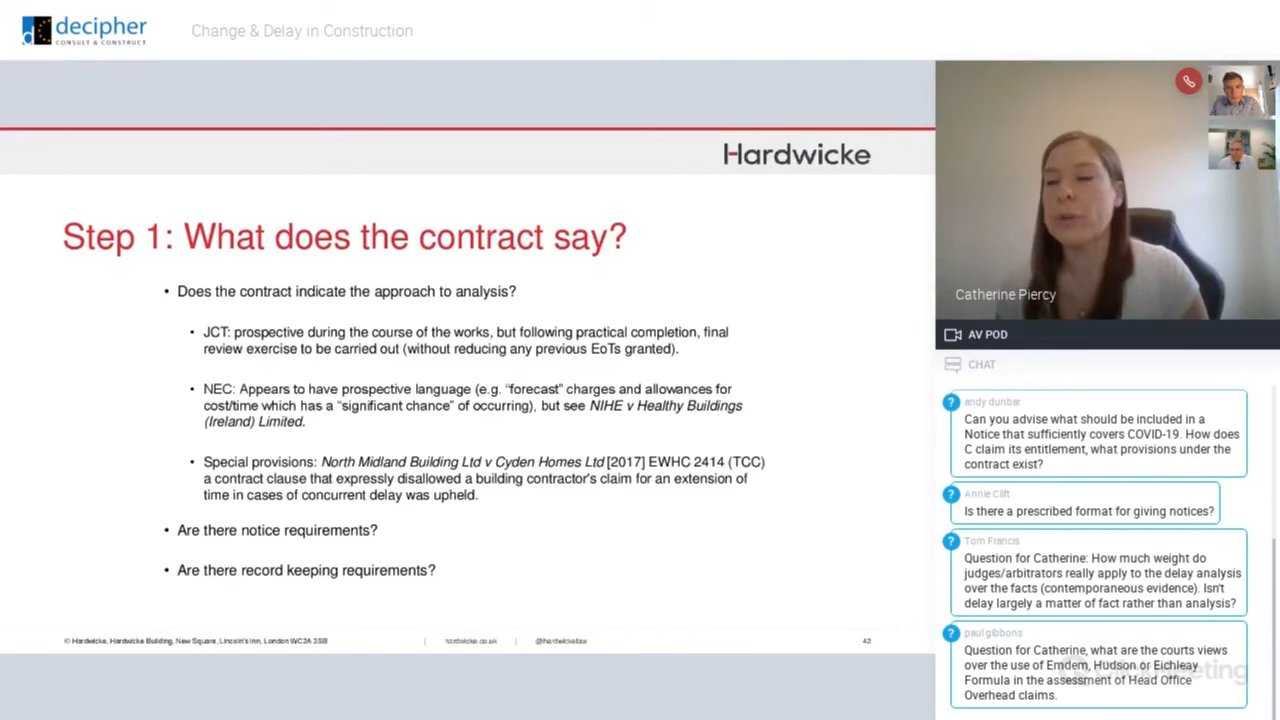 decipher
CONSULT & CONSTRUCT
Change & Delay in Construction
Hardwicke
Step 1: What does the contract say?
• Does the contract indicate the approach to analysis?
• JCT: prospective during the course of the works, but following practical completion, final
review exercise to be carried out (without reducing any previous EoTs granted).
• NEC: Appears to have prospective language (e.g. “forecast” charges and allowances for
cost/time which has a “significant chance” of occurring), but see NIHE v Healthy Buildings
(Ireland) Limited.
• Special provisions: North Midland Building Ltd v Cyden Homes Ltd [2017] EWHC 2414 (TCC)
a contract clause that expressly disallowed a building contractor's claim for an extension of
time in cases of concurrent delay was upheld.
• Are there notice requirements?
• Are there record keeping requirements?
© Hardwicke, Hardwicke Building, New Square, Lincoln's Inn, London WC2A 3SB | hardwicke.co.uk | @hardwickelaw 42
Catherine Piercy
AV POD
CHAT
? andy dunbar
Can you advise what should be included in a
Notice that sufficiently covers COVID-19. How does
C claim its entitlement, what provisions under the
contract exist?
? Annie Clift
Is there a prescribed format for giving notices?
? Tom Francis
Question for Catherine: How much weight do
judges/arbitrators really apply to the delay analysis
over the facts (contemporaneous evidence). Isn't
delay largely a matter of fact rather than analysis?
? paul gibbons
Question for Catherine, what are the courts views
over the use of Emdem, Hudson or Eichleay
Formula in the assessment of Head Office
Overhead claims.
ClickMeeting